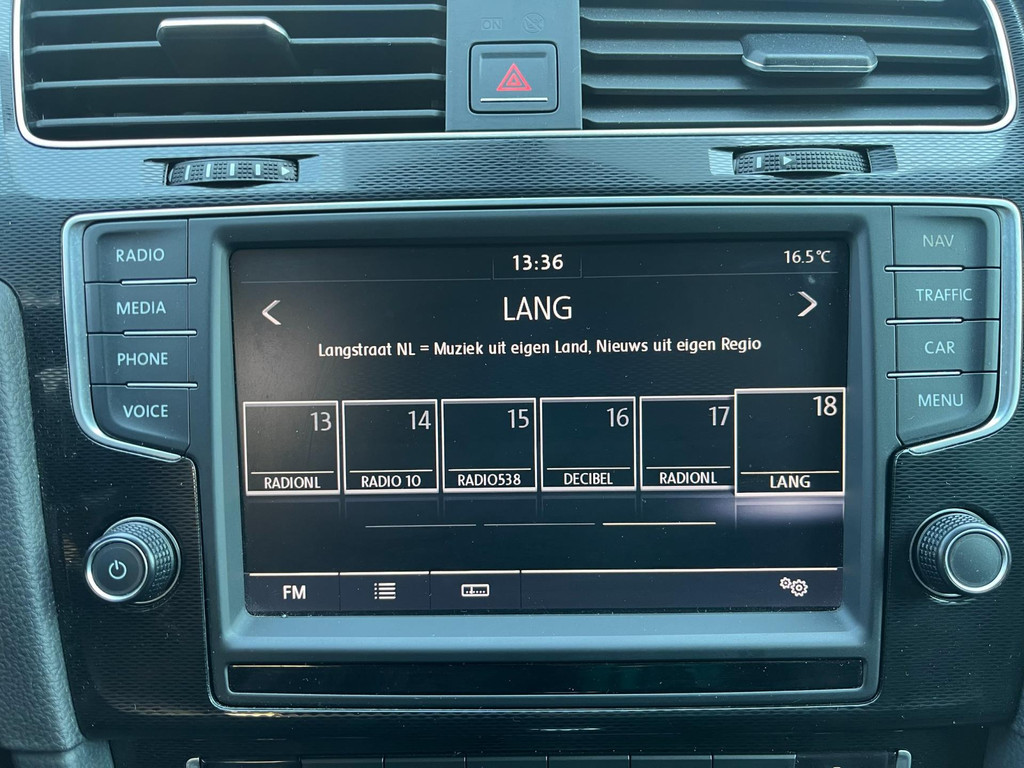 ON
RADIO
MEDIA
PHONE
VOICE
13:36
16.5°C
LANG
Langstraat NL = Muziek uit eigen Land, Nieuws uit eigen Regio
13
RADIONL
14
RADIO 10
15
RADIO538
16
DECIBEL
17
RADIONL
18
LANG
FM
NAV
TRAFFIC
CAR
MENU